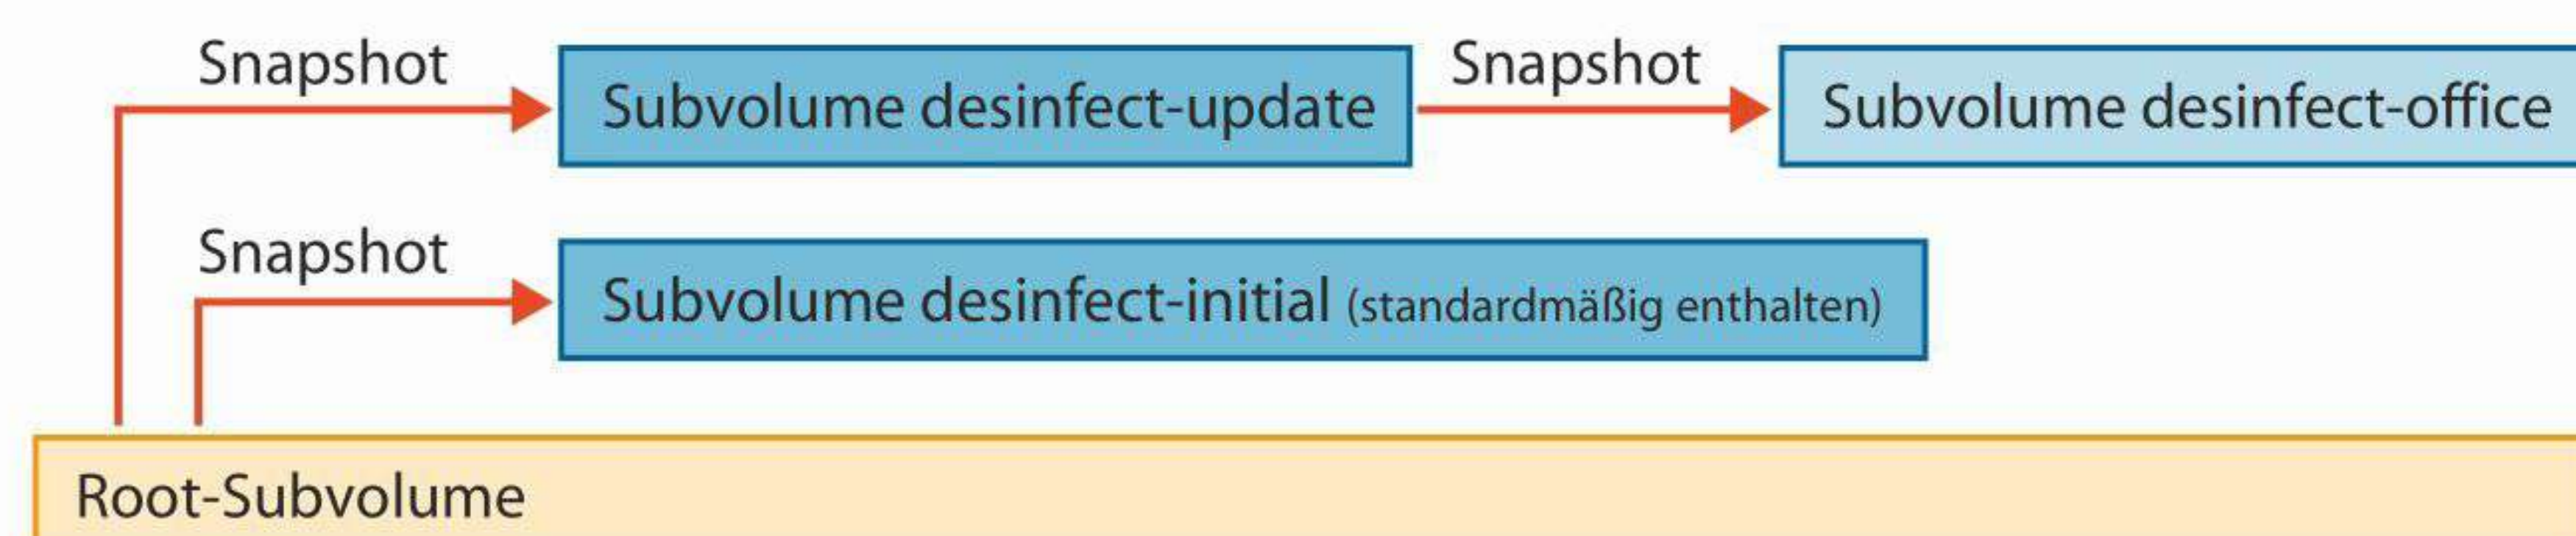 Snapshot
Subvolume desinfect-update
Snapshot
Subvolume desinfect-office
Snapshot
Subvolume desinfect-initial (standardmäßig enthalten)
Root-Subvolume